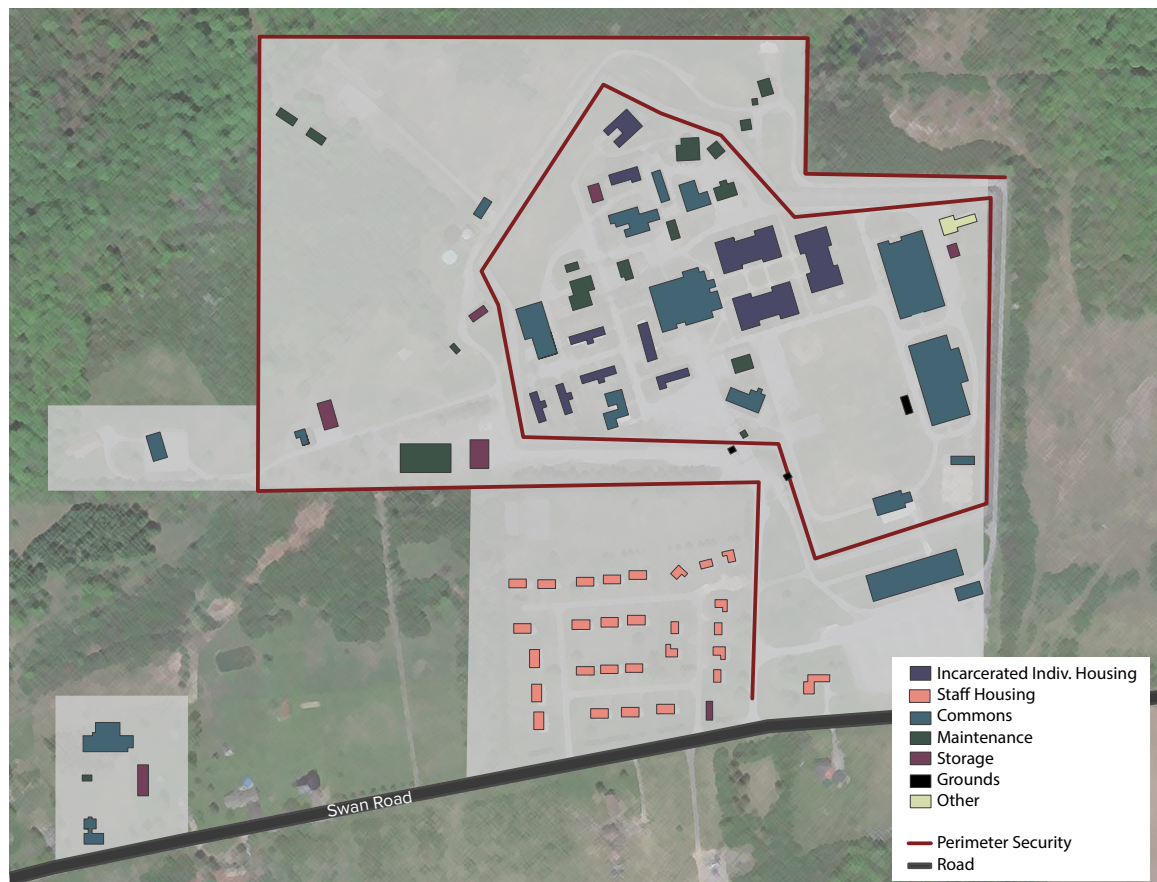 Swan Road
Incarcerated Indiv. Housing
Staff Housing
Commons
Maintenance
Storage
Grounds
Other
Perimeter Security
Road